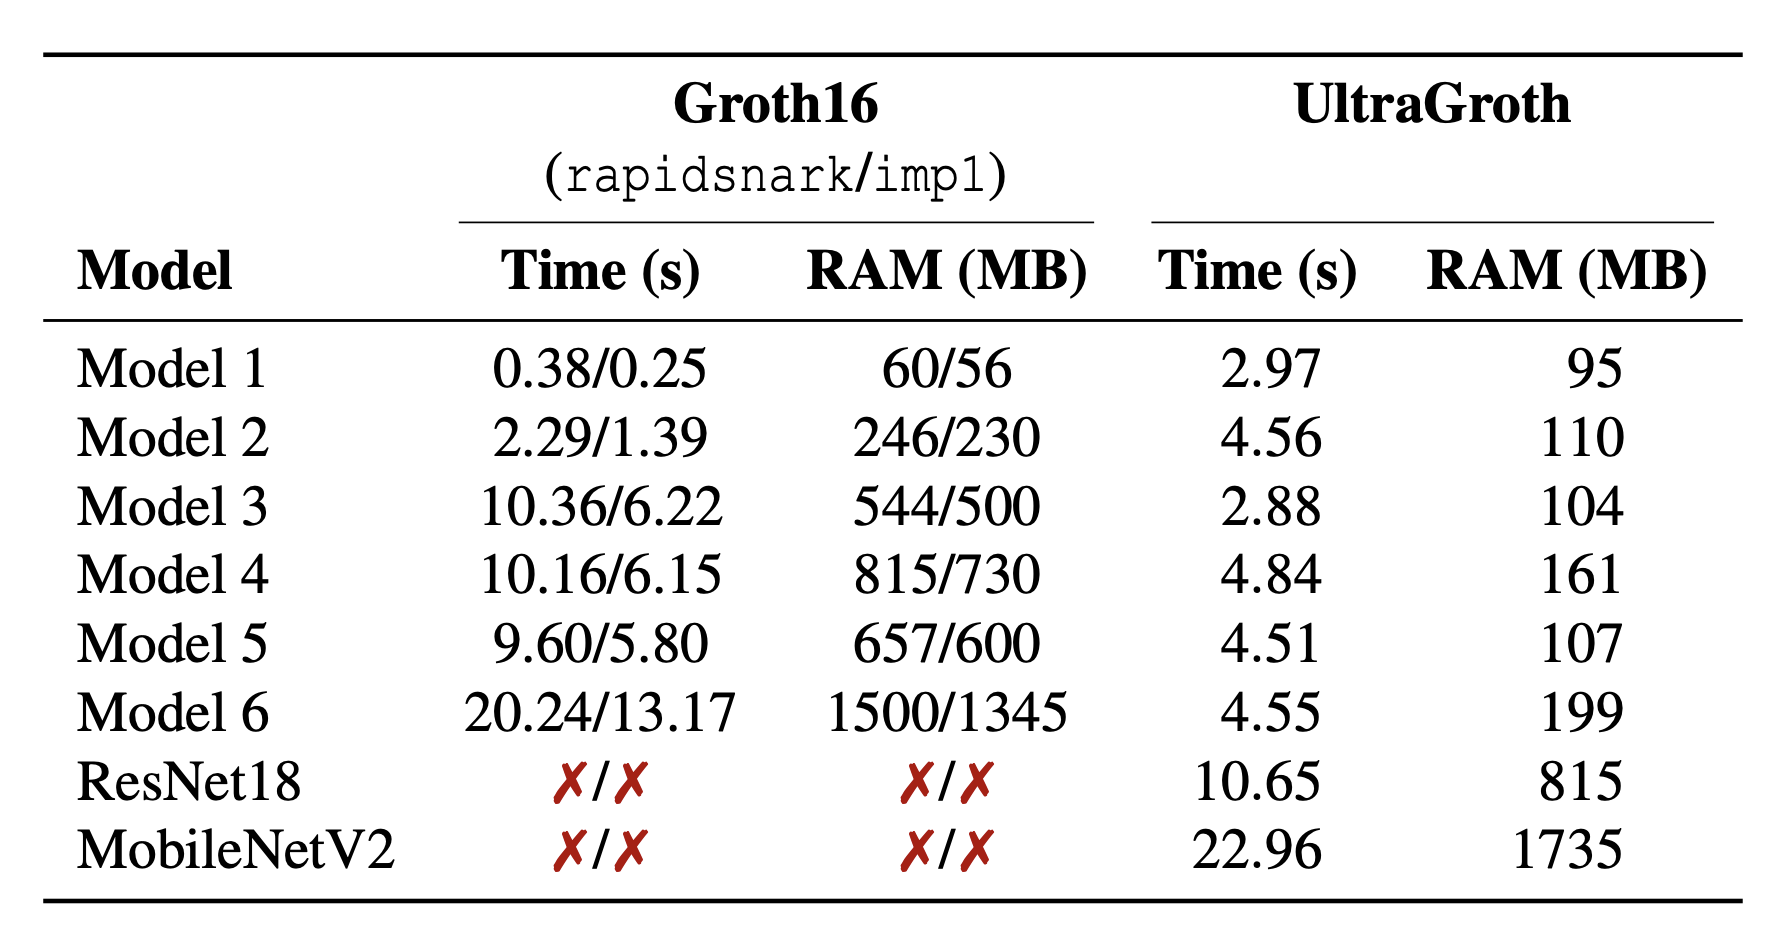 Groth16 UltraGroth
(rapidsnark/imp1)
Model Time (s) RAM (MB) Time (s) RAM (MB)
Model 1 0.38/0.25 60/56 2.97 95
Model 2 2.29/1.39 246/230 4.56 110
Model 3 10.36/6.22 544/500 2.88 104
Model 4 10.16/6.15 815/730 4.84 161
Model 5 9.60/5.80 657/600 4.51 107
Model 6 20.24/13.17 1500/1345 4.55 199
ResNet18 ✗/✗ ✗/✗ 10.65 815
MobileNetV2 ✗/✗ ✗/✗ 22.96 1735